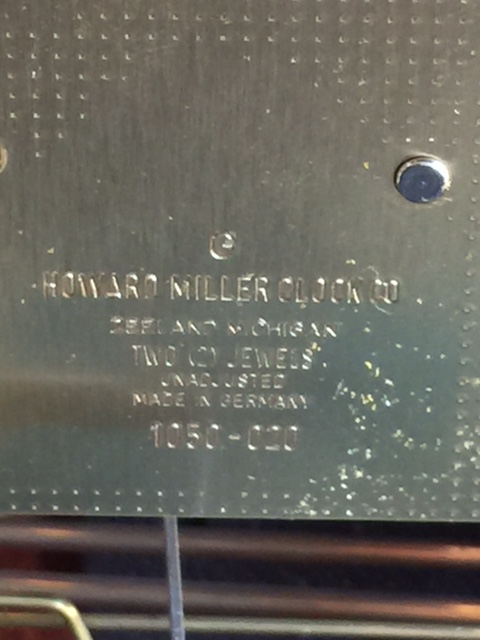 ©
HOWARD MILLER CLOCK CO
ZEELAND MICHIGAN
TWO (2) JEWELS
UNADJUSTED
MADE IN GERMANY
1050-020